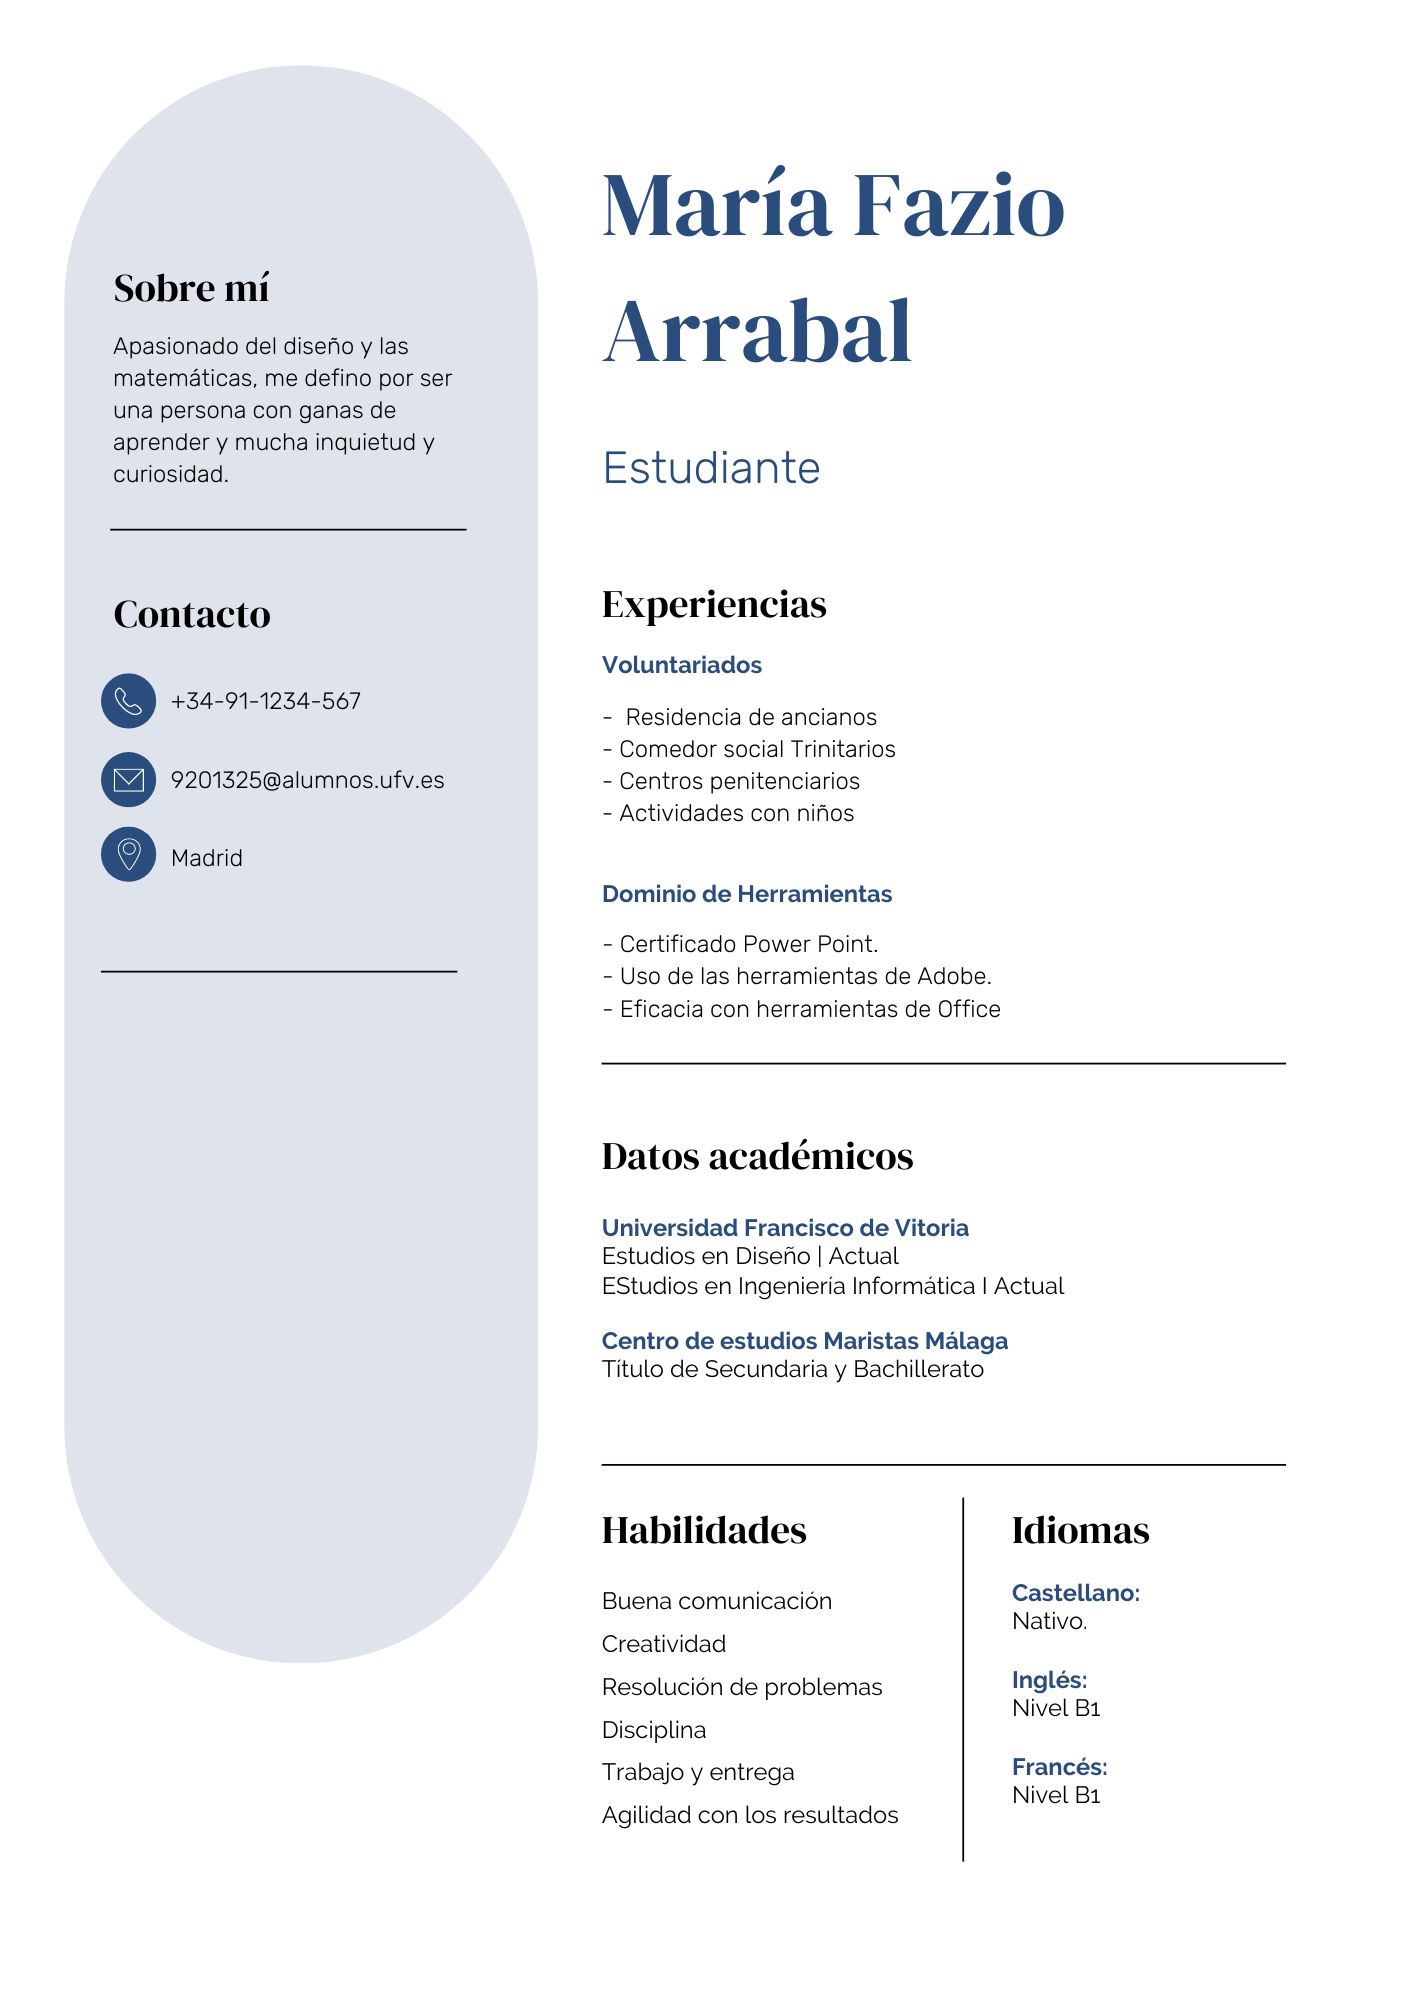 María Fazio
Arrabal
Estudiante
Sobre mí
Apasionado del diseño y las
matemáticas, me defino por ser
una persona con ganas de
aprender y mucha inquietud y
curiosidad.
Contacto
+34-91-1234-567
9201325@alumnos.ufv.es
Madrid
Experiencias
Voluntariados
- Residencia de ancianos
- Comedor social Trinitarios
- Centros penitenciarios
- Actividades con niños
Dominio de Herramientas
- Certificado Power Point.
- Uso de las herramientas de Adobe.
- Eficacia con herramientas de Office
Datos académicos
Universidad Francisco de Vitoria
Estudios en Diseño | Actual
EStudios en Ingeniería Informática I Actual
Centro de estudios Maristas Málaga
Título de Secundaria y Bachillerato
Habilidades
Buena comunicación
Creatividad
Resolución de problemas
Disciplina
Trabajo y entrega
Agilidad con los resultados
Idiomas
Castellano:
Nativo.
Inglés:
Nivel B1
Francés:
Nivel B1